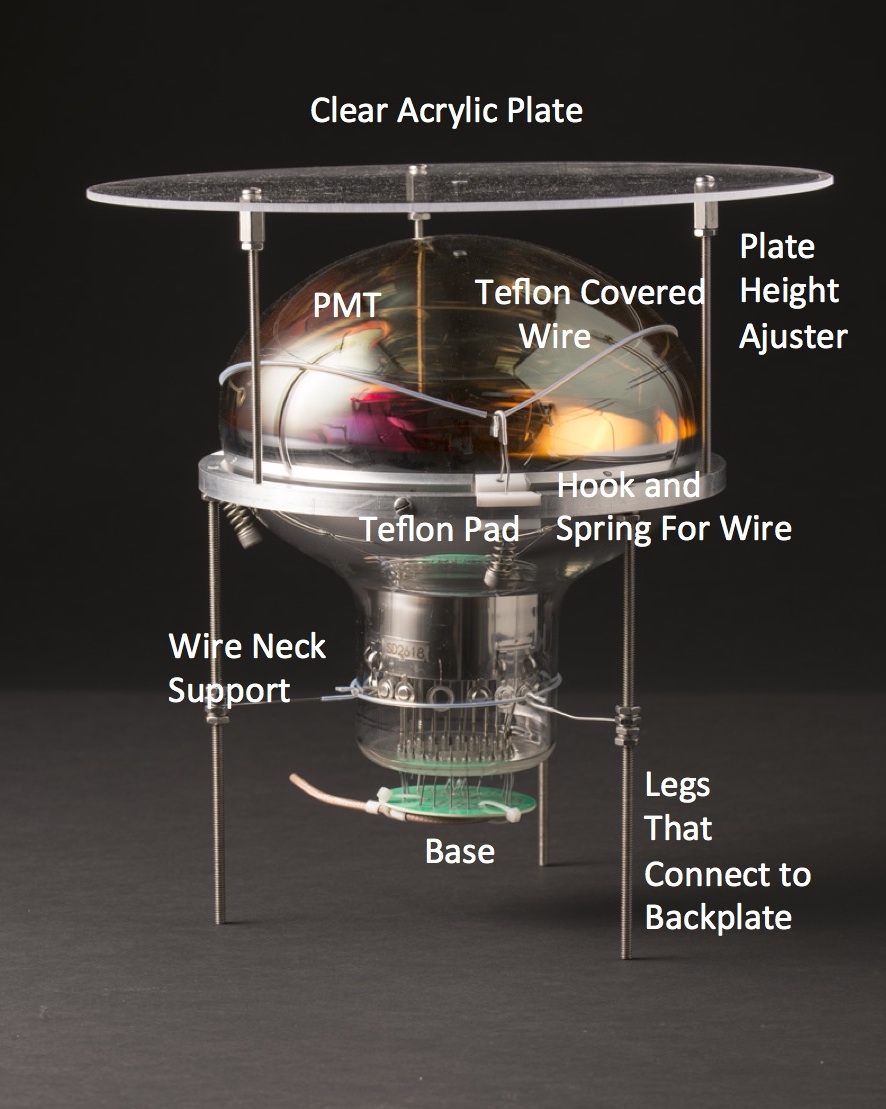 Clear Acrylic Plate
Plate
Height
Ajuster
PMT
Teflon Covered
Wire
Hook and
Spring For Wire
Teflon Pad
Wire Neck
Support
Legs
That
Connect to
Backplate
Base